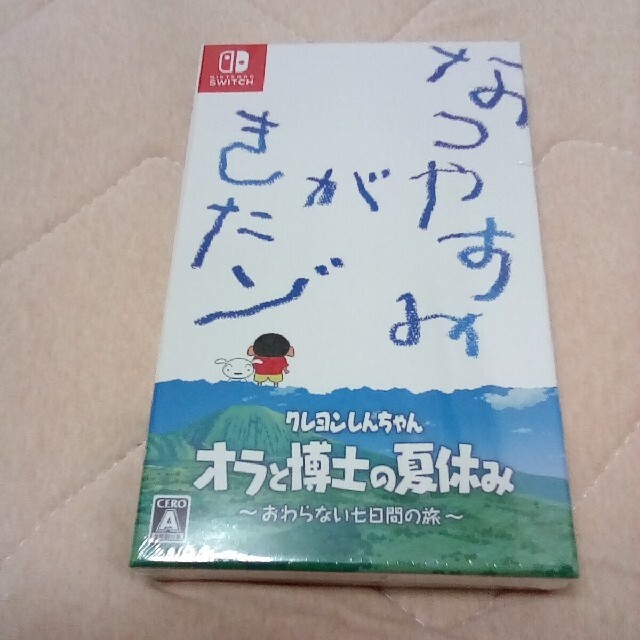 NINTENDO
SWITCH
なつやすみ
が
きたゾ
クレヨンしんちゃん
オラと博士の夏休み
～おわらない七日間の旅～
CERO
A